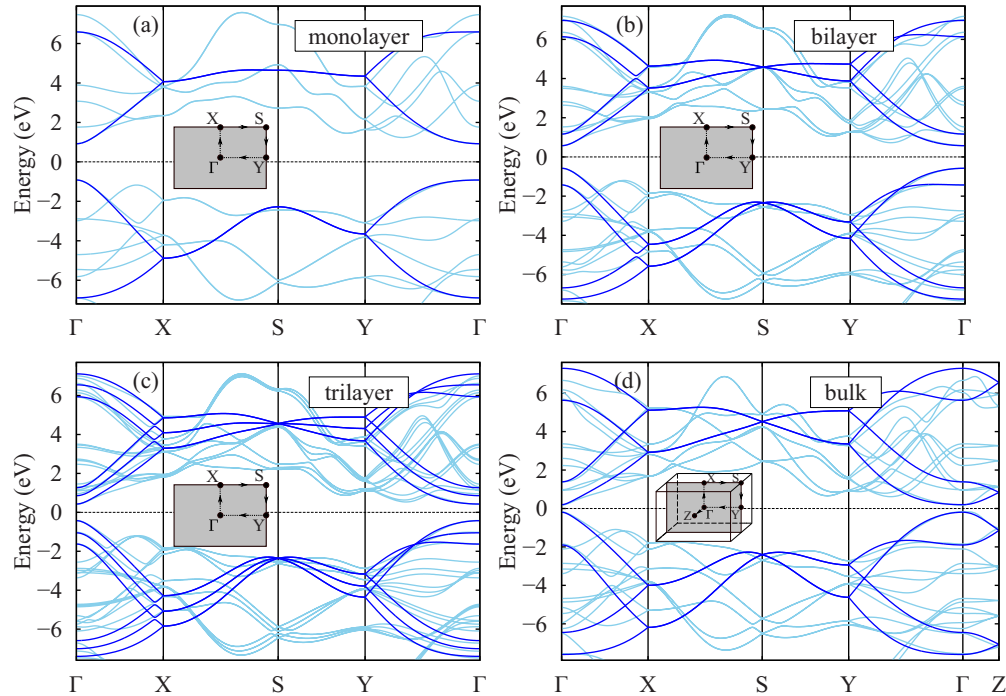 (a)
monolayer
Energy (eV)
6
4
2
0
−2
−4
−6
X
S
Γ
Y
Γ
X
S
Y
Γ
(b)
bilayer
Energy (eV)
6
4
2
0
−2
−4
−6
X
S
Γ
Y
Γ
X
S
Y
Γ
(c)
trilayer
Energy (eV)
6
4
2
0
−2
−4
−6
X
S
Γ
Y
Γ
X
S
Y
Γ
(d)
bulk
Energy (eV)
6
4
2
0
−2
−4
−6
X
S
Z
Γ
Y
Γ
X
S
Y
Γ
Z